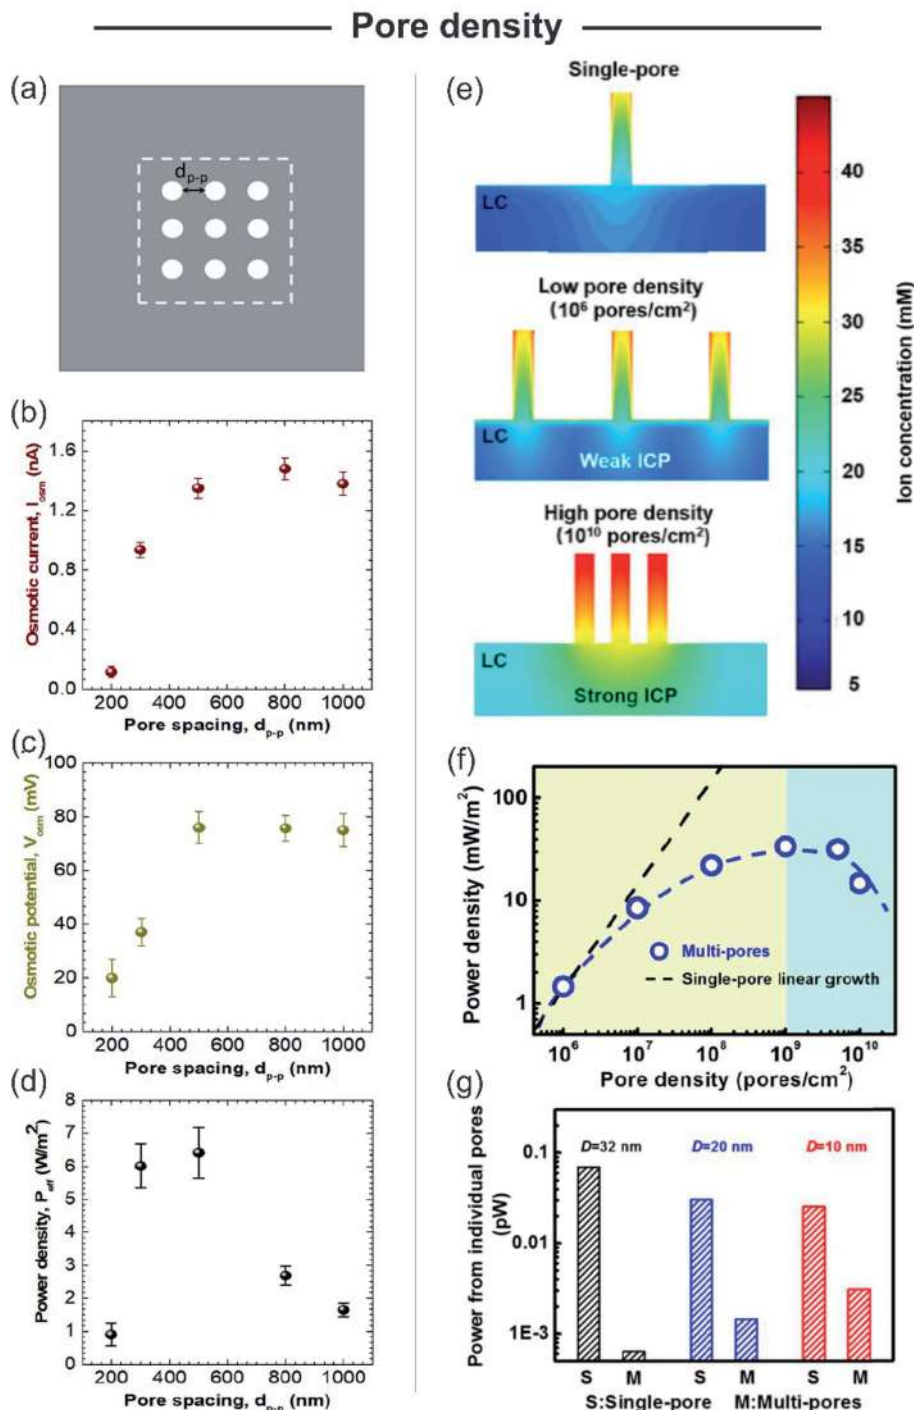 Pore density
(a)
d_p-p
(b)
Osmotic current, I_osm (nA)
1.6
1.2
0.8
0.4
0.0
200 400 600 800 1000
Pore spacing, d_p-p (nm)
(c)
Osmotic potential, V_osm (mV)
100
80
60
40
20
0
200 400 600 800 1000
Pore spacing, d_p-p (nm)
(d)
Power density, P_eff (W/m²)
8
7
6
5
4
3
2
1
0
200 400 600 800 1000
Pore spacing, d_p-p (nm)
(e)
Single-pore
LC
Low pore density
(10⁶ pores/cm²)
LC
Weak ICP
High pore density
(10¹⁰ pores/cm²)
LC
Strong ICP
40
35
30
25
20
15
10
5
Ion concentration (mM)
(f)
Power density (mW/m²)
100
10
1
Multi-pores
Single-pore linear growth
10⁶ 10⁷ 10⁸ 10⁹ 10¹⁰
Pore density (pores/cm²)
(g)
Power from individual pores
(pW)
0.1
0.01
1E-3
D=32 nm D=20 nm D=10 nm
S M S M S M
S:Single-pore M:Multi-pores